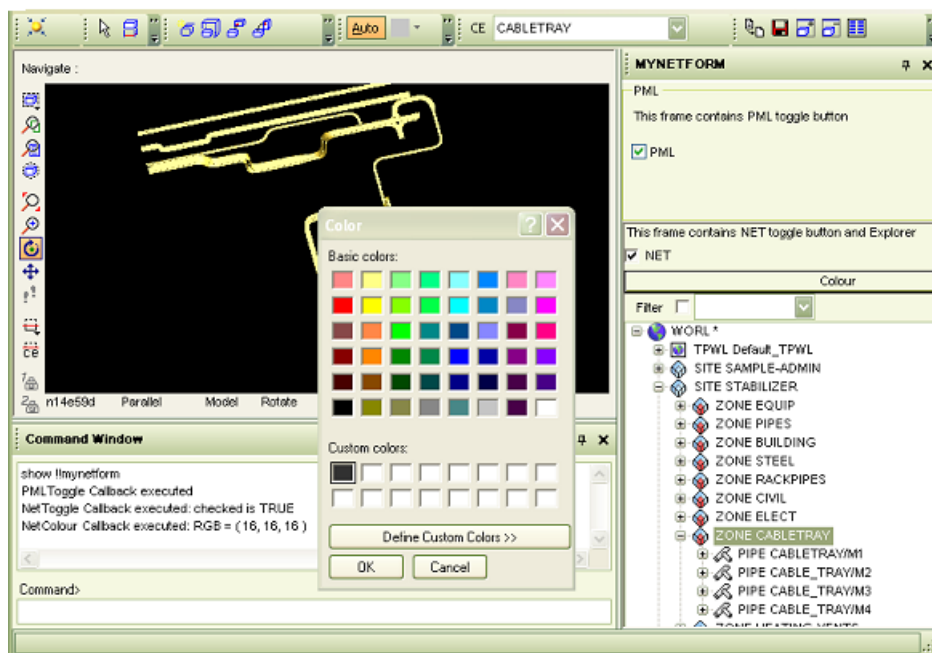 Auto
CE CABLETRAY
Navigate :
n14e59d Parallel Model Rotate
Command Window
show !!mynetform
PMLToggle Callback executed
NetToggle Callback executed: checked is TRUE
NetColour Callback executed: RGB = ( 16, 16, 16 )
Command>
Color
Basic colors:
Custom colors:
Define Custom Colors >>
OK Cancel
MYNETFORM
PML
This frame contains PML toggle button
PML
This frame contains NET toggle button and Explorer
NET
Colour
Filter
WORL *
TPWL Default_TPWL
SITE SAMPLE-ADMIN
SITE STABILIZER
ZONE EQUIP
ZONE PIPES
ZONE BUILDING
ZONE STEEL
ZONE RACKPIPES
ZONE CIVIL
ZONE ELECT
ZONE CABLETRAY
PIPE CABLETRAY/M1
PIPE CABLE_TRAY/M2
PIPE CABLE_TRAY/M3
PIPE CABLE_TRAY/M4